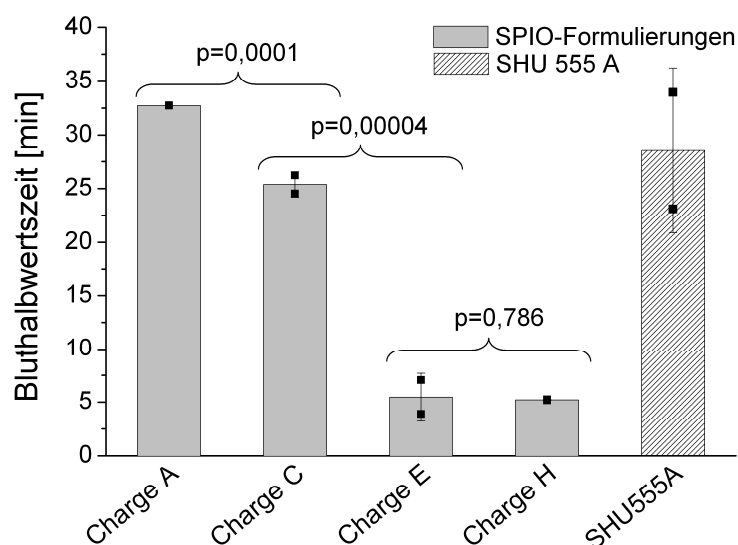 40
35
30
25
20
15
10
5
0
Bluthalbwertszeit [min]
SPIO-Formulierungen
SHU 555 A
p=0,0001
p=0,00004
p=0,786
Charge A
Charge C
Charge E
Charge H
SHU555A